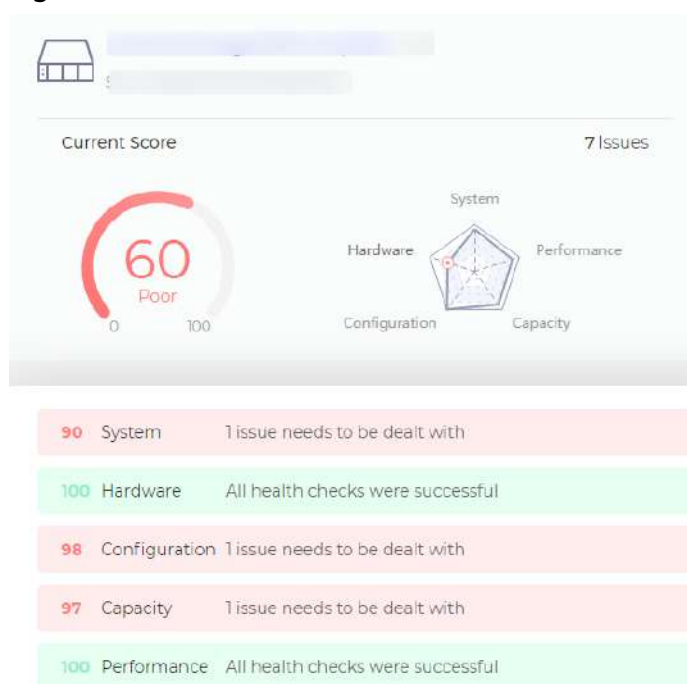 Current Score
7 Issues
System
Hardware
Performance
60
Poor
0
100
Configuration
Capacity
90 System 1 issue needs to be dealt with
100 Hardware All health checks were successful
98 Configuration 1 issue needs to be dealt with
97 Capacity 1 issue needs to be dealt with
100 Performance All health checks were successful